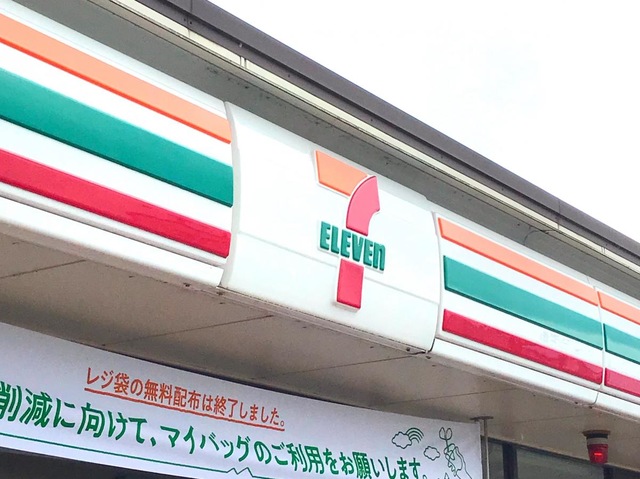 7
ELEVEn
レジ袋の無料配布は終了しました。
削減に向けて、マイバッグのご利用をお願いします。